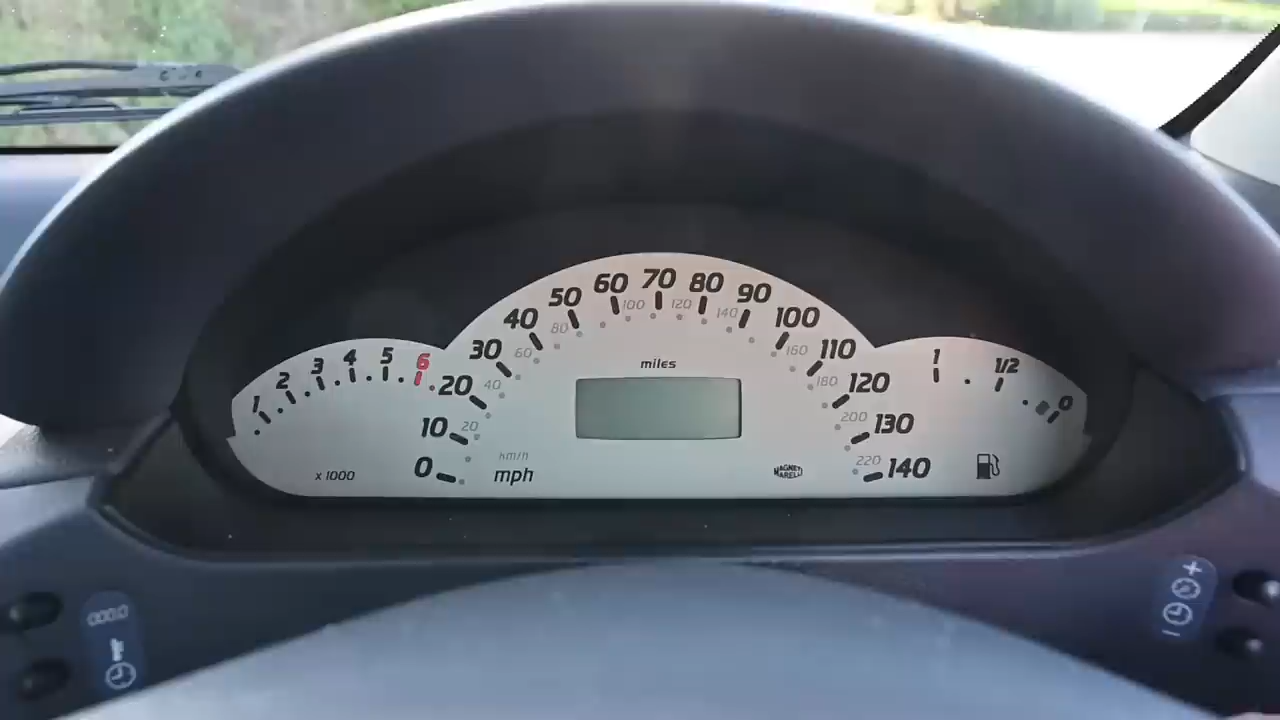 1 2 3 4 5 6
x 1000
0 10 20 30 40 50 60 70 80 90 100 110 120 130 140
20 40 60 80 100 120 140 160 180 200 220
miles
km/h
mph
MAGNETI
MARELLI
1 1/2 0
000.0
- +